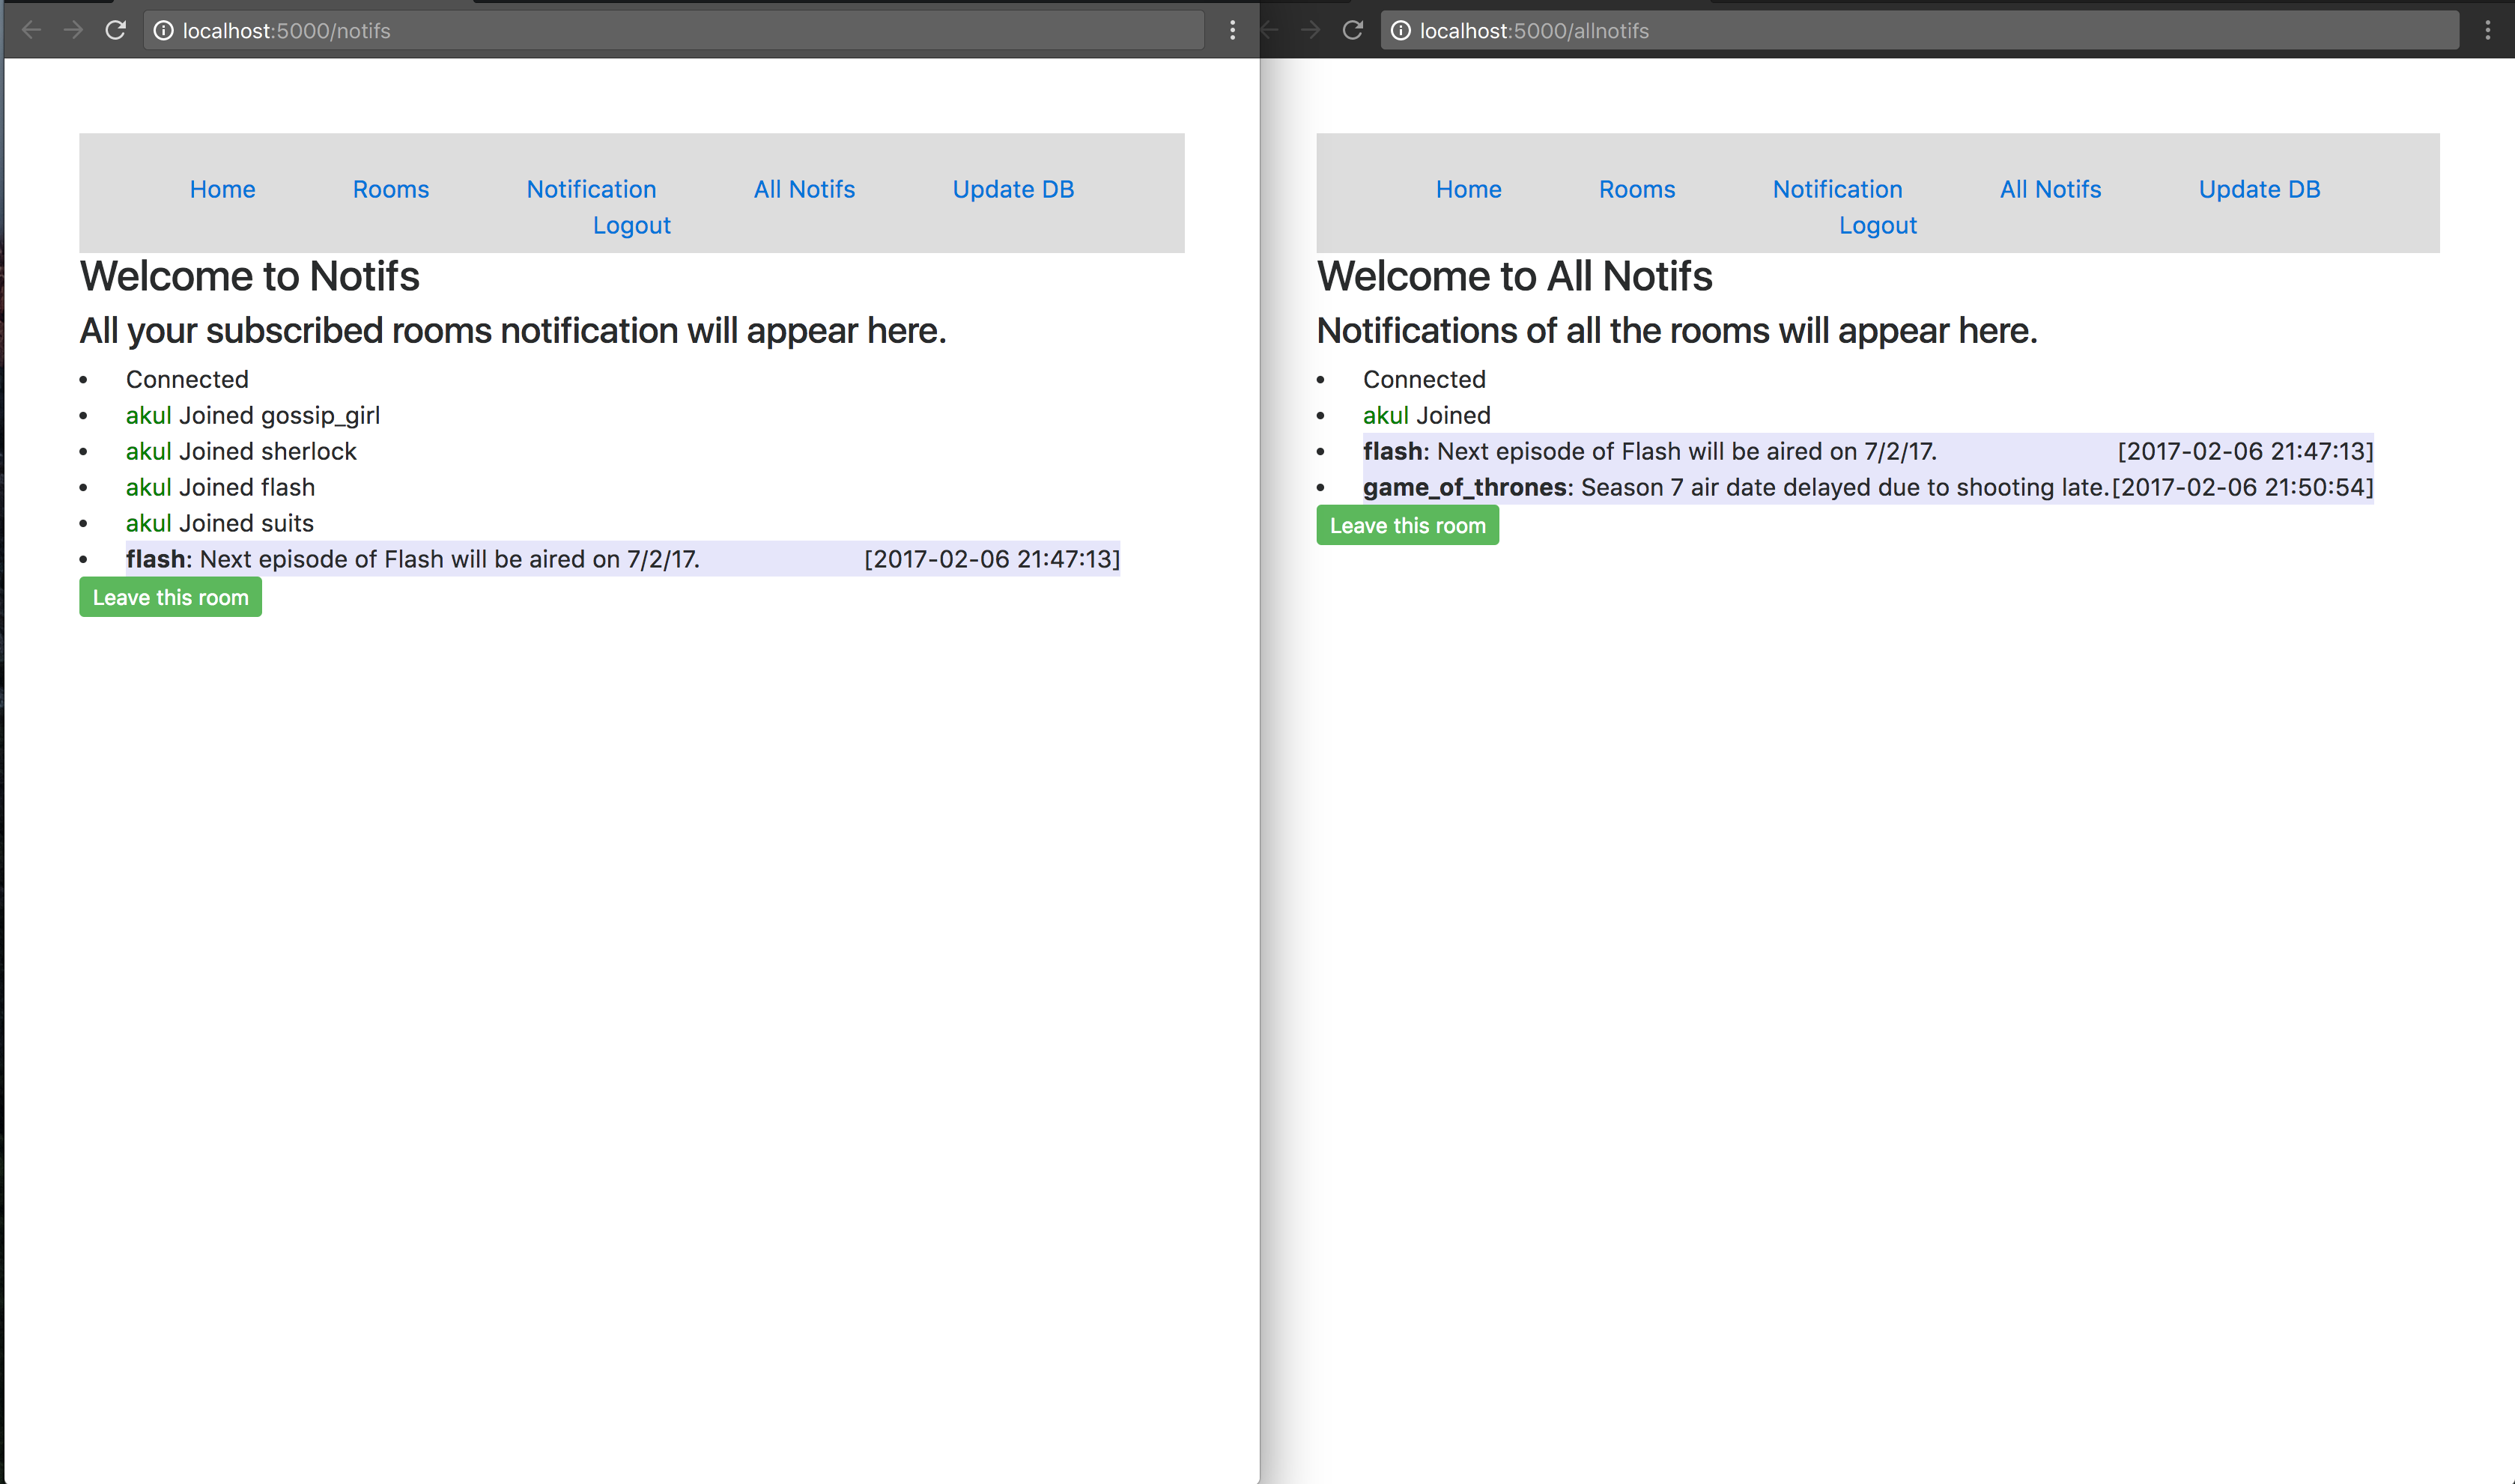 localhost:5000/notifs
Home Rooms Notification All Notifs Update DB
Logout
Welcome to Notifs
All your subscribed rooms notification will appear here.
Connected
akul Joined gossip_girl
akul Joined sherlock
akul Joined flash
akul Joined suits
flash: Next episode of Flash will be aired on 7/2/17. [2017-02-06 21:47:13]
Leave this room
localhost:5000/allnotifs
Home Rooms Notification All Notifs Update DB
Logout
Welcome to All Notifs
Notifications of all the rooms will appear here.
Connected
akul Joined
flash: Next episode of Flash will be aired on 7/2/17. [2017-02-06 21:47:13]
game_of_thrones: Season 7 air date delayed due to shooting late.[2017-02-06 21:50:54]
Leave this room